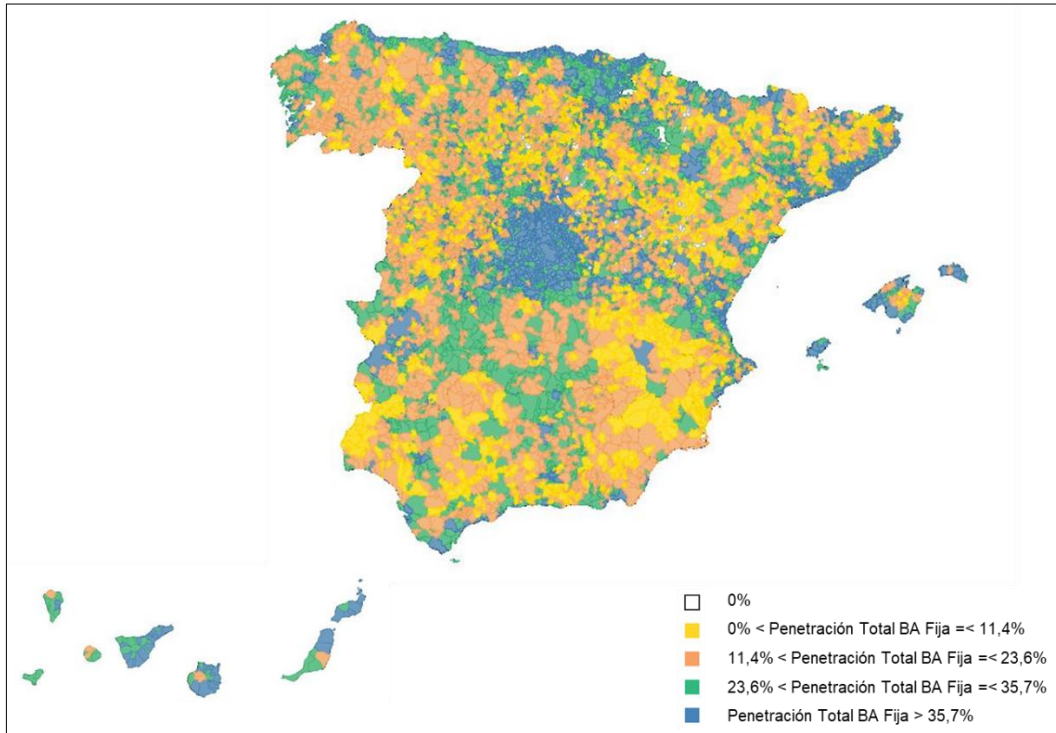 0%
0% < Penetración Total BA Fija =< 11,4%
11,4% < Penetración Total BA Fija =< 23,6%
23,6% < Penetración Total BA Fija =< 35,7%
Penetración Total BA Fija > 35,7%